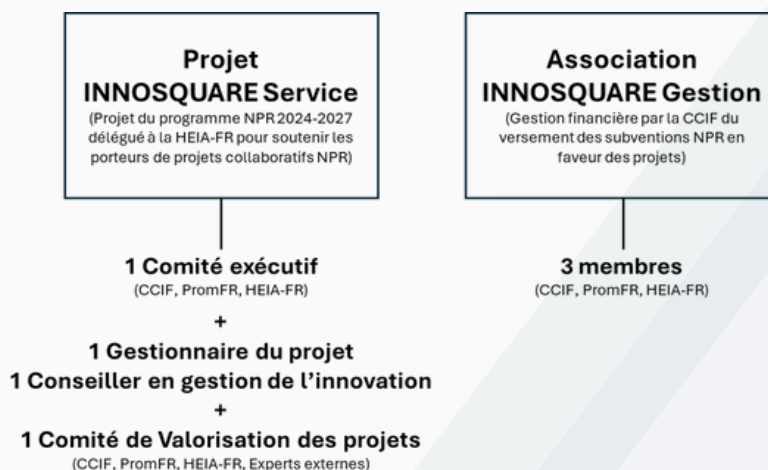 Projet
INNOSQUARE Service
(Projet du programme NPR 2024-2027
délégué à la HEIA-FR pour soutenir les
porteurs de projets collaboratifs NPR)
1 Comité exécutif
(CCIF, PromFR, HEIA-FR)
+
1 Gestionnaire du projet
1 Conseiller en gestion de l’innovation
+
1 Comité de Valorisation des projets
(CCIF, PromFR, HEIA-FR, Experts externes)
Association
INNOSQUARE Gestion
(Gestion financière par la CCIF du
versement des subventions NPR en
faveur des projets)
3 membres
(CCIF, PromFR, HEIA-FR)